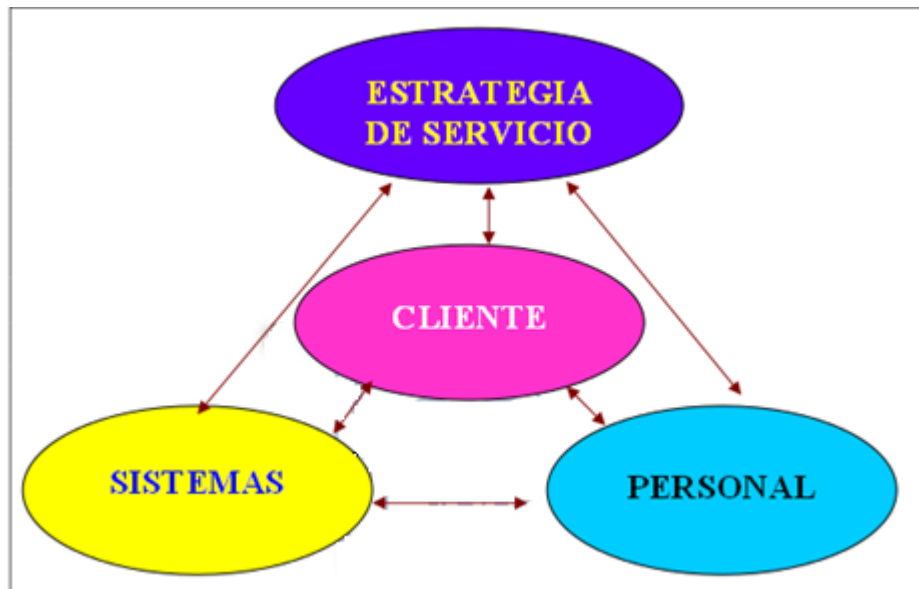 ESTRATEGIA
DE SERVICIO
CLIENTE
SISTEMAS
PERSONAL